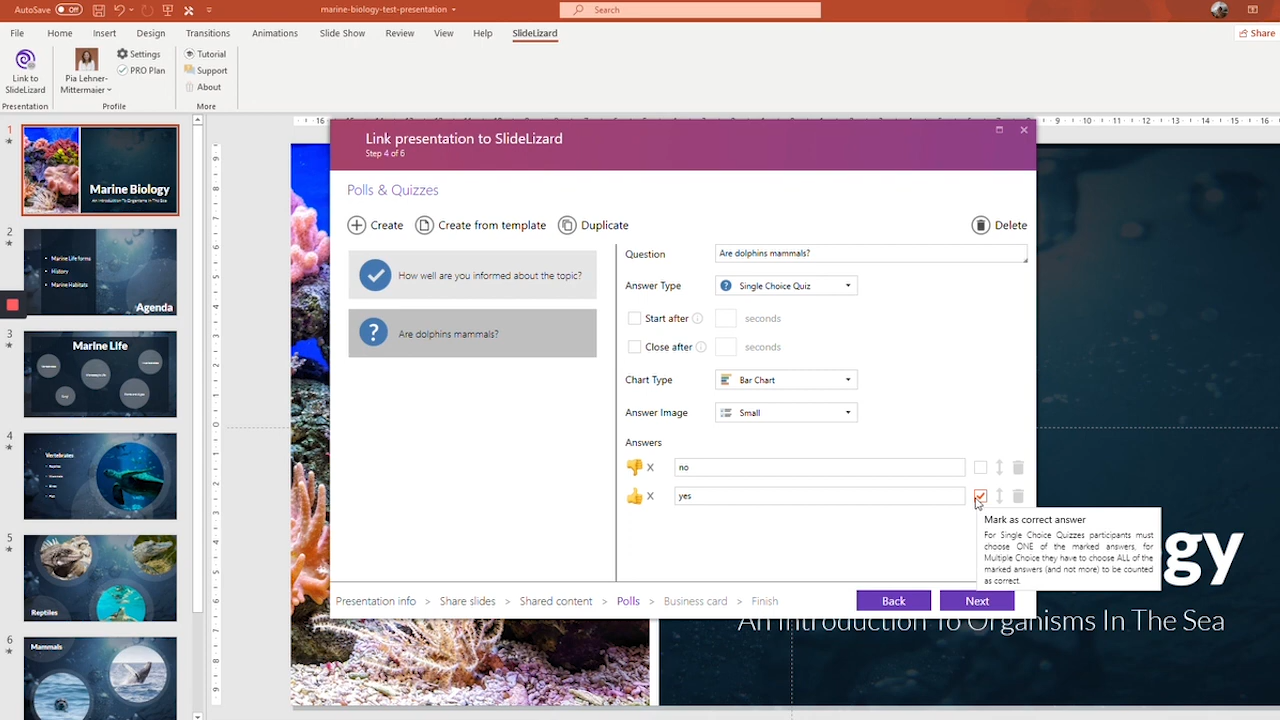 AutoSave Off
marine-biology-test-presentation
Search
File Home Insert Design Transitions Animations Slide Show Review View Help SlideLizard
Share
Link to SlideLizard
Presentation
Pia Lehner-Mittermaier
Settings
PRO Plan
Profile
Tutorial
Support
About
More
1
Marine Biology
An Introduction To Organisms In The Sea
2
Marine Life forms
History
Marine Habitats
Agenda
3
Marine Life
4
Vertebrates
Reptiles
5
Reptiles
6
Mammals
Link presentation to SlideLizard
Step 4 of 6
Polls & Quizzes
Create Create from template Duplicate Delete
How well are you informed about the topic?
Are dolphins mammals?
Question Are dolphins mammals?
Answer Type Single Choice Quiz
Start after seconds
Close after seconds
Chart Type Bar Chart
Answer Image Small
Answers
X no
X yes
Mark as correct answer
For Single Choice Quizzes participants must
choose ONE of the marked answers, for
Multiple Choice they have to choose ALL of the
marked answers (and not more) to be counted
as correct.
Presentation info > Share slides > Shared content > Polls > Business card > Finish
Back Next
gy
An Introduction To Organisms In The Sea